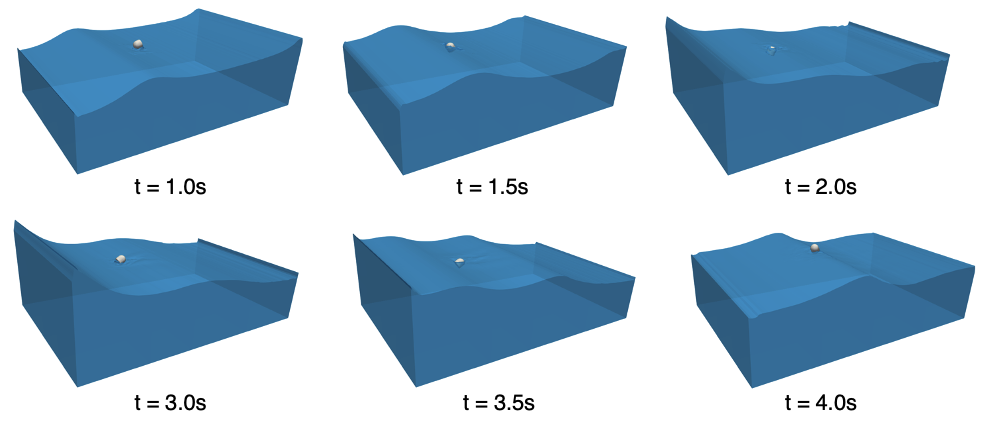 t = 1.0s
t = 1.5s
t = 2.0s
t = 3.0s
t = 3.5s
t = 4.0s